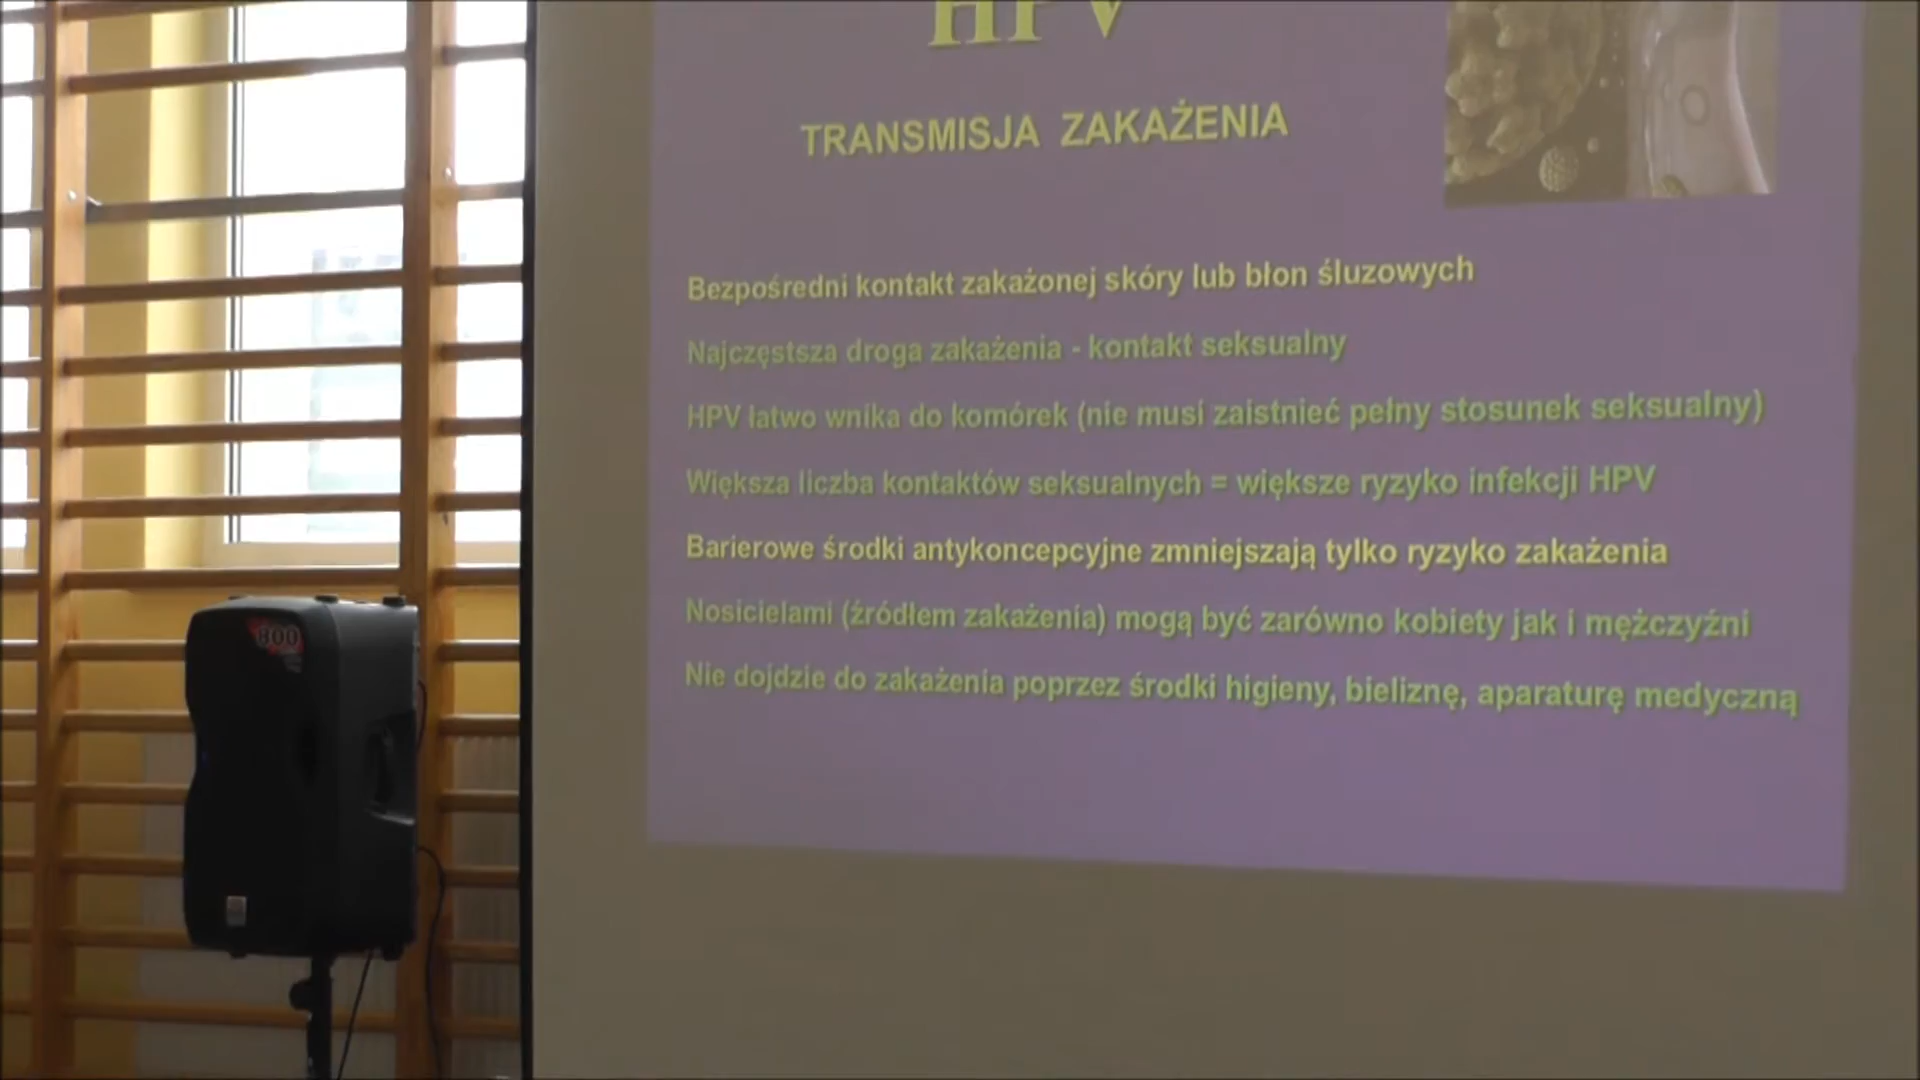 HPV
TRANSMISJA ZAKAŻENIA
Bezpośredni kontakt zakażonej skóry lub błon śluzowych
Najczęstsza droga zakażenia - kontakt seksualny
HPV łatwo wnika do komórek (nie musi zaistnieć pełny stosunek seksualny)
Większa liczba kontaktów seksualnych = większe ryzyko infekcji HPV
Barierowe środki antykoncepcyjne zmniejszają tylko ryzyko zakażenia
Nosicielami (źródłem zakażenia) mogą być zarówno kobiety jak i mężczyźni
Nie dojdzie do zakażenia poprzez środki higieny, bieliznę, aparaturę medyczną
800